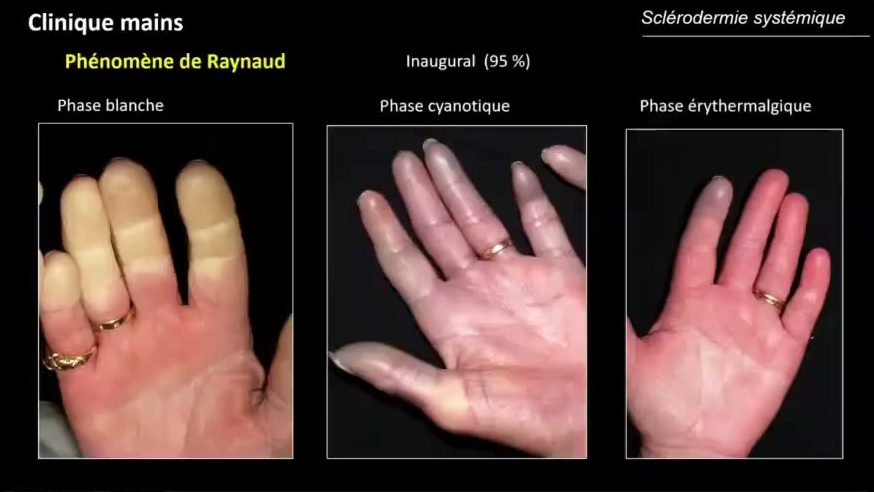 Clinique mains
Sclérodermie systémique
Phénomène de Raynaud
Inaugural (95 %)
Phase blanche
Phase cyanotique
Phase érythermalgique